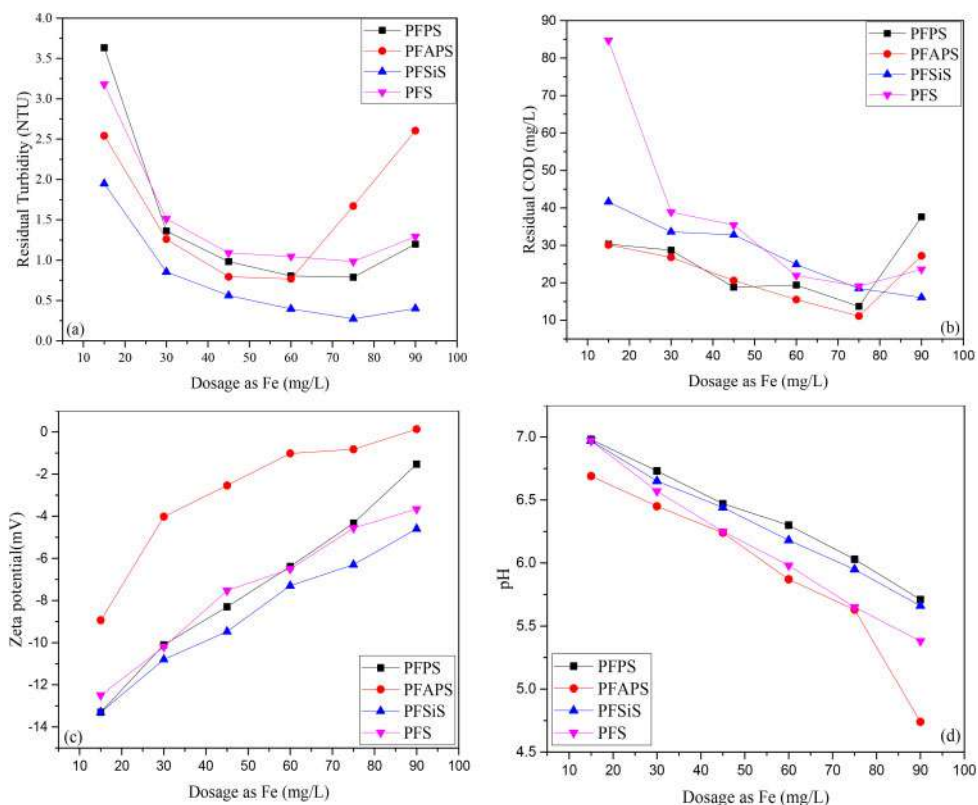 4.0
3.5
3.0
2.5
2.0
1.5
1.0
0.5
0.0
Residual Turbidity (NTU)
PFPS
PFAPS
PFSiS
PFS
(a)
10 20 30 40 50 60 70 80 90 100
Dosage as Fe (mg/L)
90
80
70
60
50
40
30
20
10
Residual COD (mg/L)
PFPS
PFAPS
PFSiS
PFS
(b)
10 20 30 40 50 60 70 80 90 100
Dosage as Fe (mg/L)
0
-2
-4
-6
-8
-10
-12
-14
Zeta potential(mV)
PFPS
PFAPS
PFSiS
PFS
(c)
10 20 30 40 50 60 70 80 90 100
Dosage as Fe (mg/L)
7.0
6.5
6.0
5.5
5.0
4.5
pH
PFPS
PFAPS
PFSiS
PFS
(d)
10 20 30 40 50 60 70 80 90 100
Dosage as Fe (mg/L)